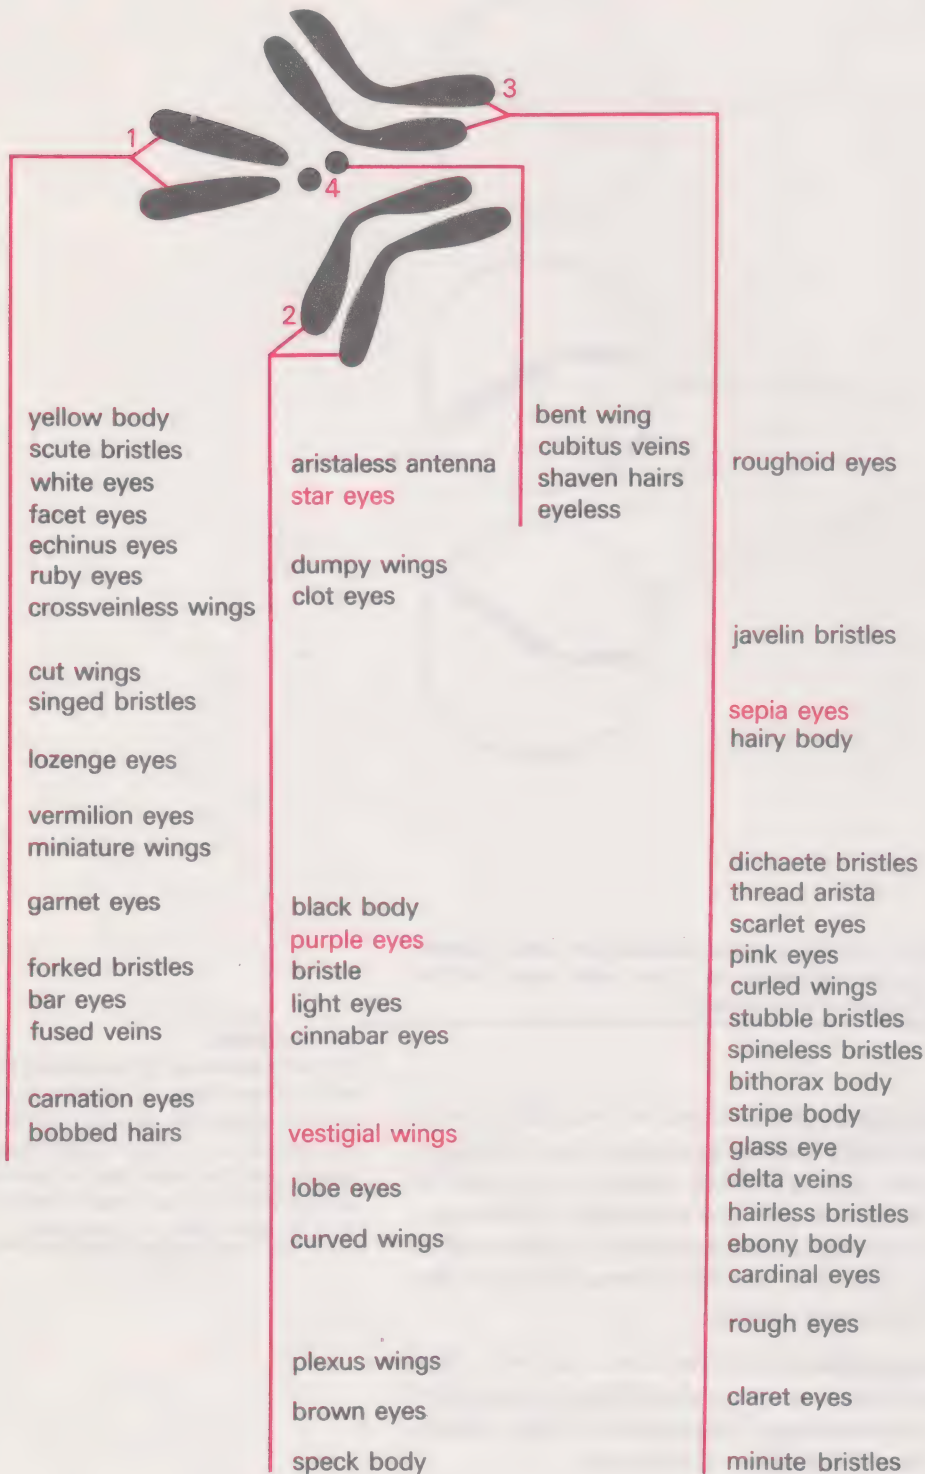 3
1
4
2
yellow body
scute bristles
white eyes
facet eyes
echinus eyes
ruby eyes
crossveinless wings
cut wings
singed bristles
lozenge eyes
vermilion eyes
miniature wings
garnet eyes
forked bristles
bar eyes
fused veins
carnation eyes
bobbed hairs
aristaless antenna
star eyes
dumpy wings
clot eyes
black body
purple eyes
bristle
light eyes
cinnabar eyes
vestigial wings
lobe eyes
curved wings
plexus wings
brown eyes
speck body
bent wing
cubitus veins
shaven hairs
eyeless
roughoid eyes
javelin bristles
sepia eyes
hairy body
dichaete bristles
thread arista
scarlet eyes
pink eyes
curled wings
stubble bristles
spineless bristles
bithorax body
stripe body
glass eye
delta veins
hairless bristles
ebony body
cardinal eyes
rough eyes
claret eyes
minute bristles